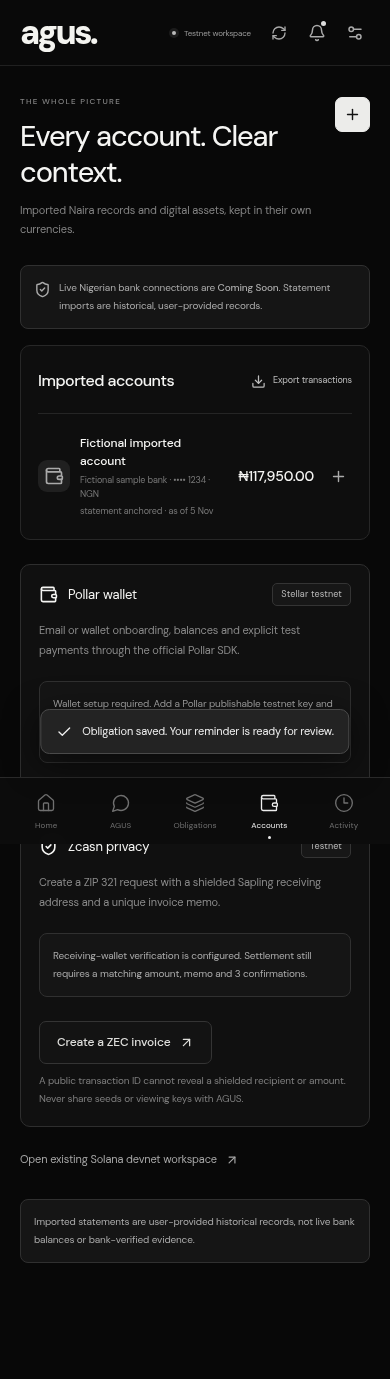 agus.
Testnet workspace
THE WHOLE PICTURE
Every account. Clear
context.
Imported Naira records and digital assets, kept in their own
currencies.
Live Nigerian bank connections are Coming Soon. Statement
imports are historical, user-provided records.
Imported accounts
Export transactions
Fictional imported
account
Fictional sample bank · •••• 1234 ·
NGN
statement anchored · as of 5 Nov
₦117,950.00
Pollar wallet
Stellar testnet
Email or wallet onboarding, balances and explicit test
payments through the official Pollar SDK.
Wallet setup required. Add a Pollar publishable testnet key and
Obligation saved. Your reminder is ready for review.
Home
AGUS
Obligations
Accounts
Activity
Zcash privacy
Testnet
Create a ZIP 321 request with a shielded Sapling receiving
address and a unique invoice memo.
Receiving-wallet verification is configured. Settlement still
requires a matching amount, memo and 3 confirmations.
Create a ZEC invoice
A public transaction ID cannot reveal a shielded recipient or amount.
Never share seeds or viewing keys with AGUS.
Open existing Solana devnet workspace
Imported statements are user-provided historical records, not live bank
balances or bank-verified evidence.